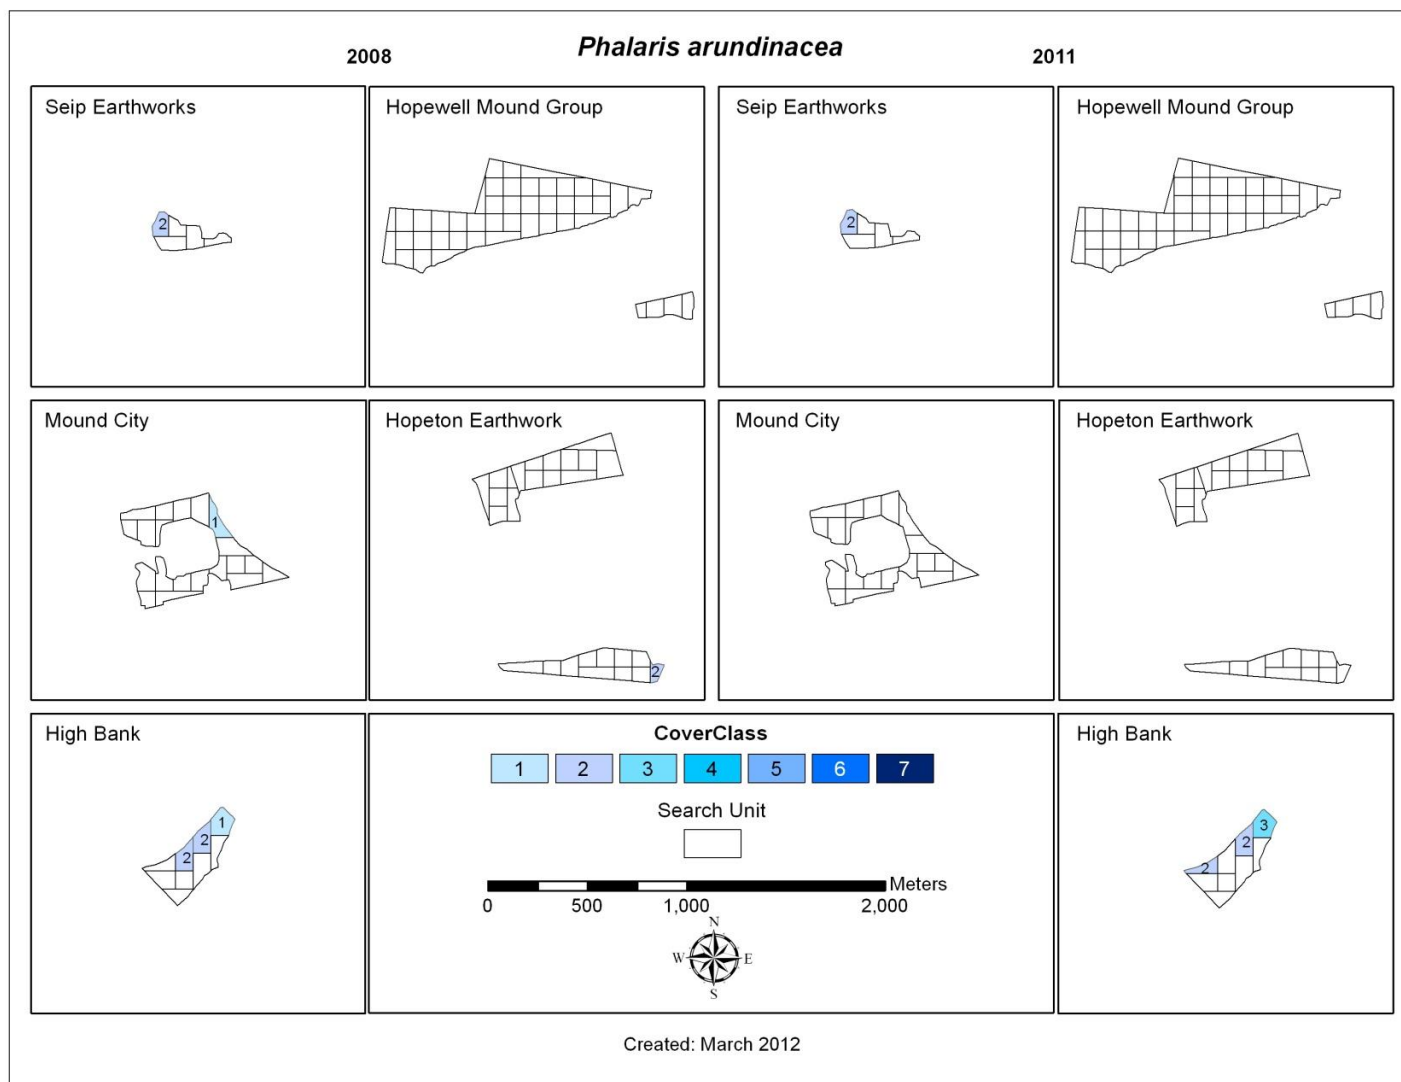 Phalaris arundinacea
2008
2011
Seip Earthworks
Hopewell Mound Group
Seip Earthworks
Hopewell Mound Group
2
2
Mound City
Hopeton Earthwork
Mound City
Hopeton Earthwork
1
2
High Bank
CoverClass
High Bank
1 2 3 4 5 6 7
Search Unit
1
2
2
3
2
2
Meters
0 500 1,000 2,000
N
W E
S
Created: March 2012